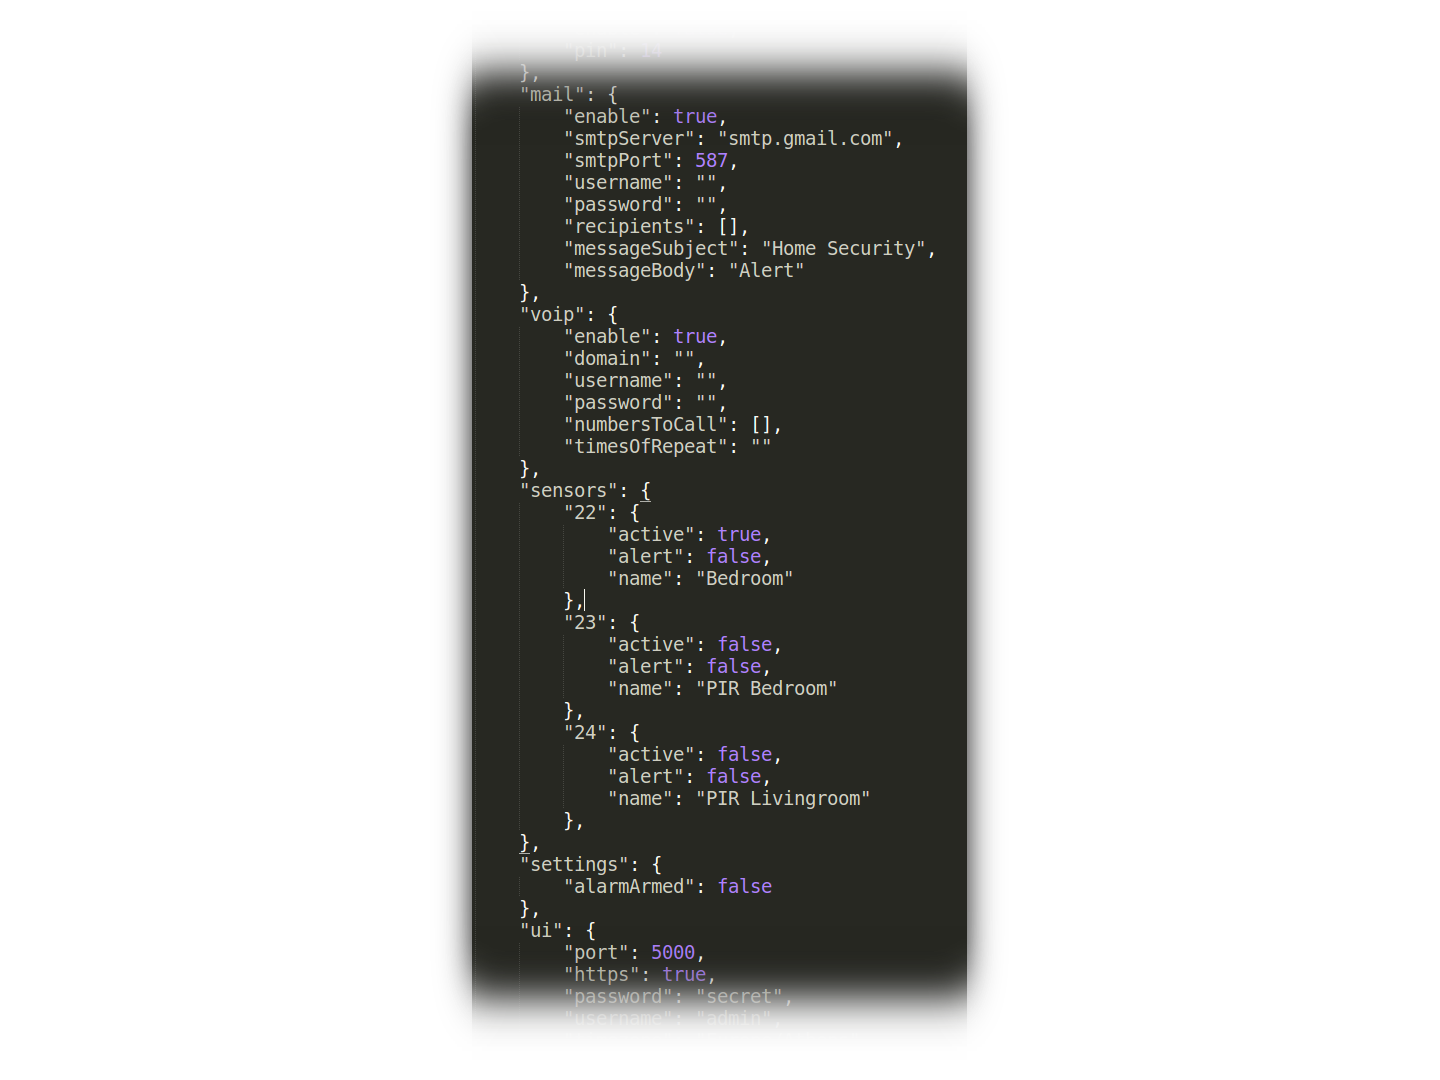 "pin": 14
},
"mail": {
"enable": true,
"smtpServer": "smtp.gmail.com",
"smtpPort": 587,
"username": "",
"password": "",
"recipients": [],
"messageSubject": "Home Security",
"messageBody": "Alert"
},
"voip": {
"enable": true,
"domain": "",
"username": "",
"password": "",
"numbersToCall": [],
"timesOfRepeat": ""
},
"sensors": {
"22": {
"active": true,
"alert": false,
"name": "Bedroom"
},
"23": {
"active": false,
"alert": false,
"name": "PIR Bedroom"
},
"24": {
"active": false,
"alert": false,
"name": "PIR Livingroom"
},
},
"settings": {
"alarmArmed": false
},
"ui": {
"port": 5000,
"https": true,
"password": "secret",
"username": "admin",